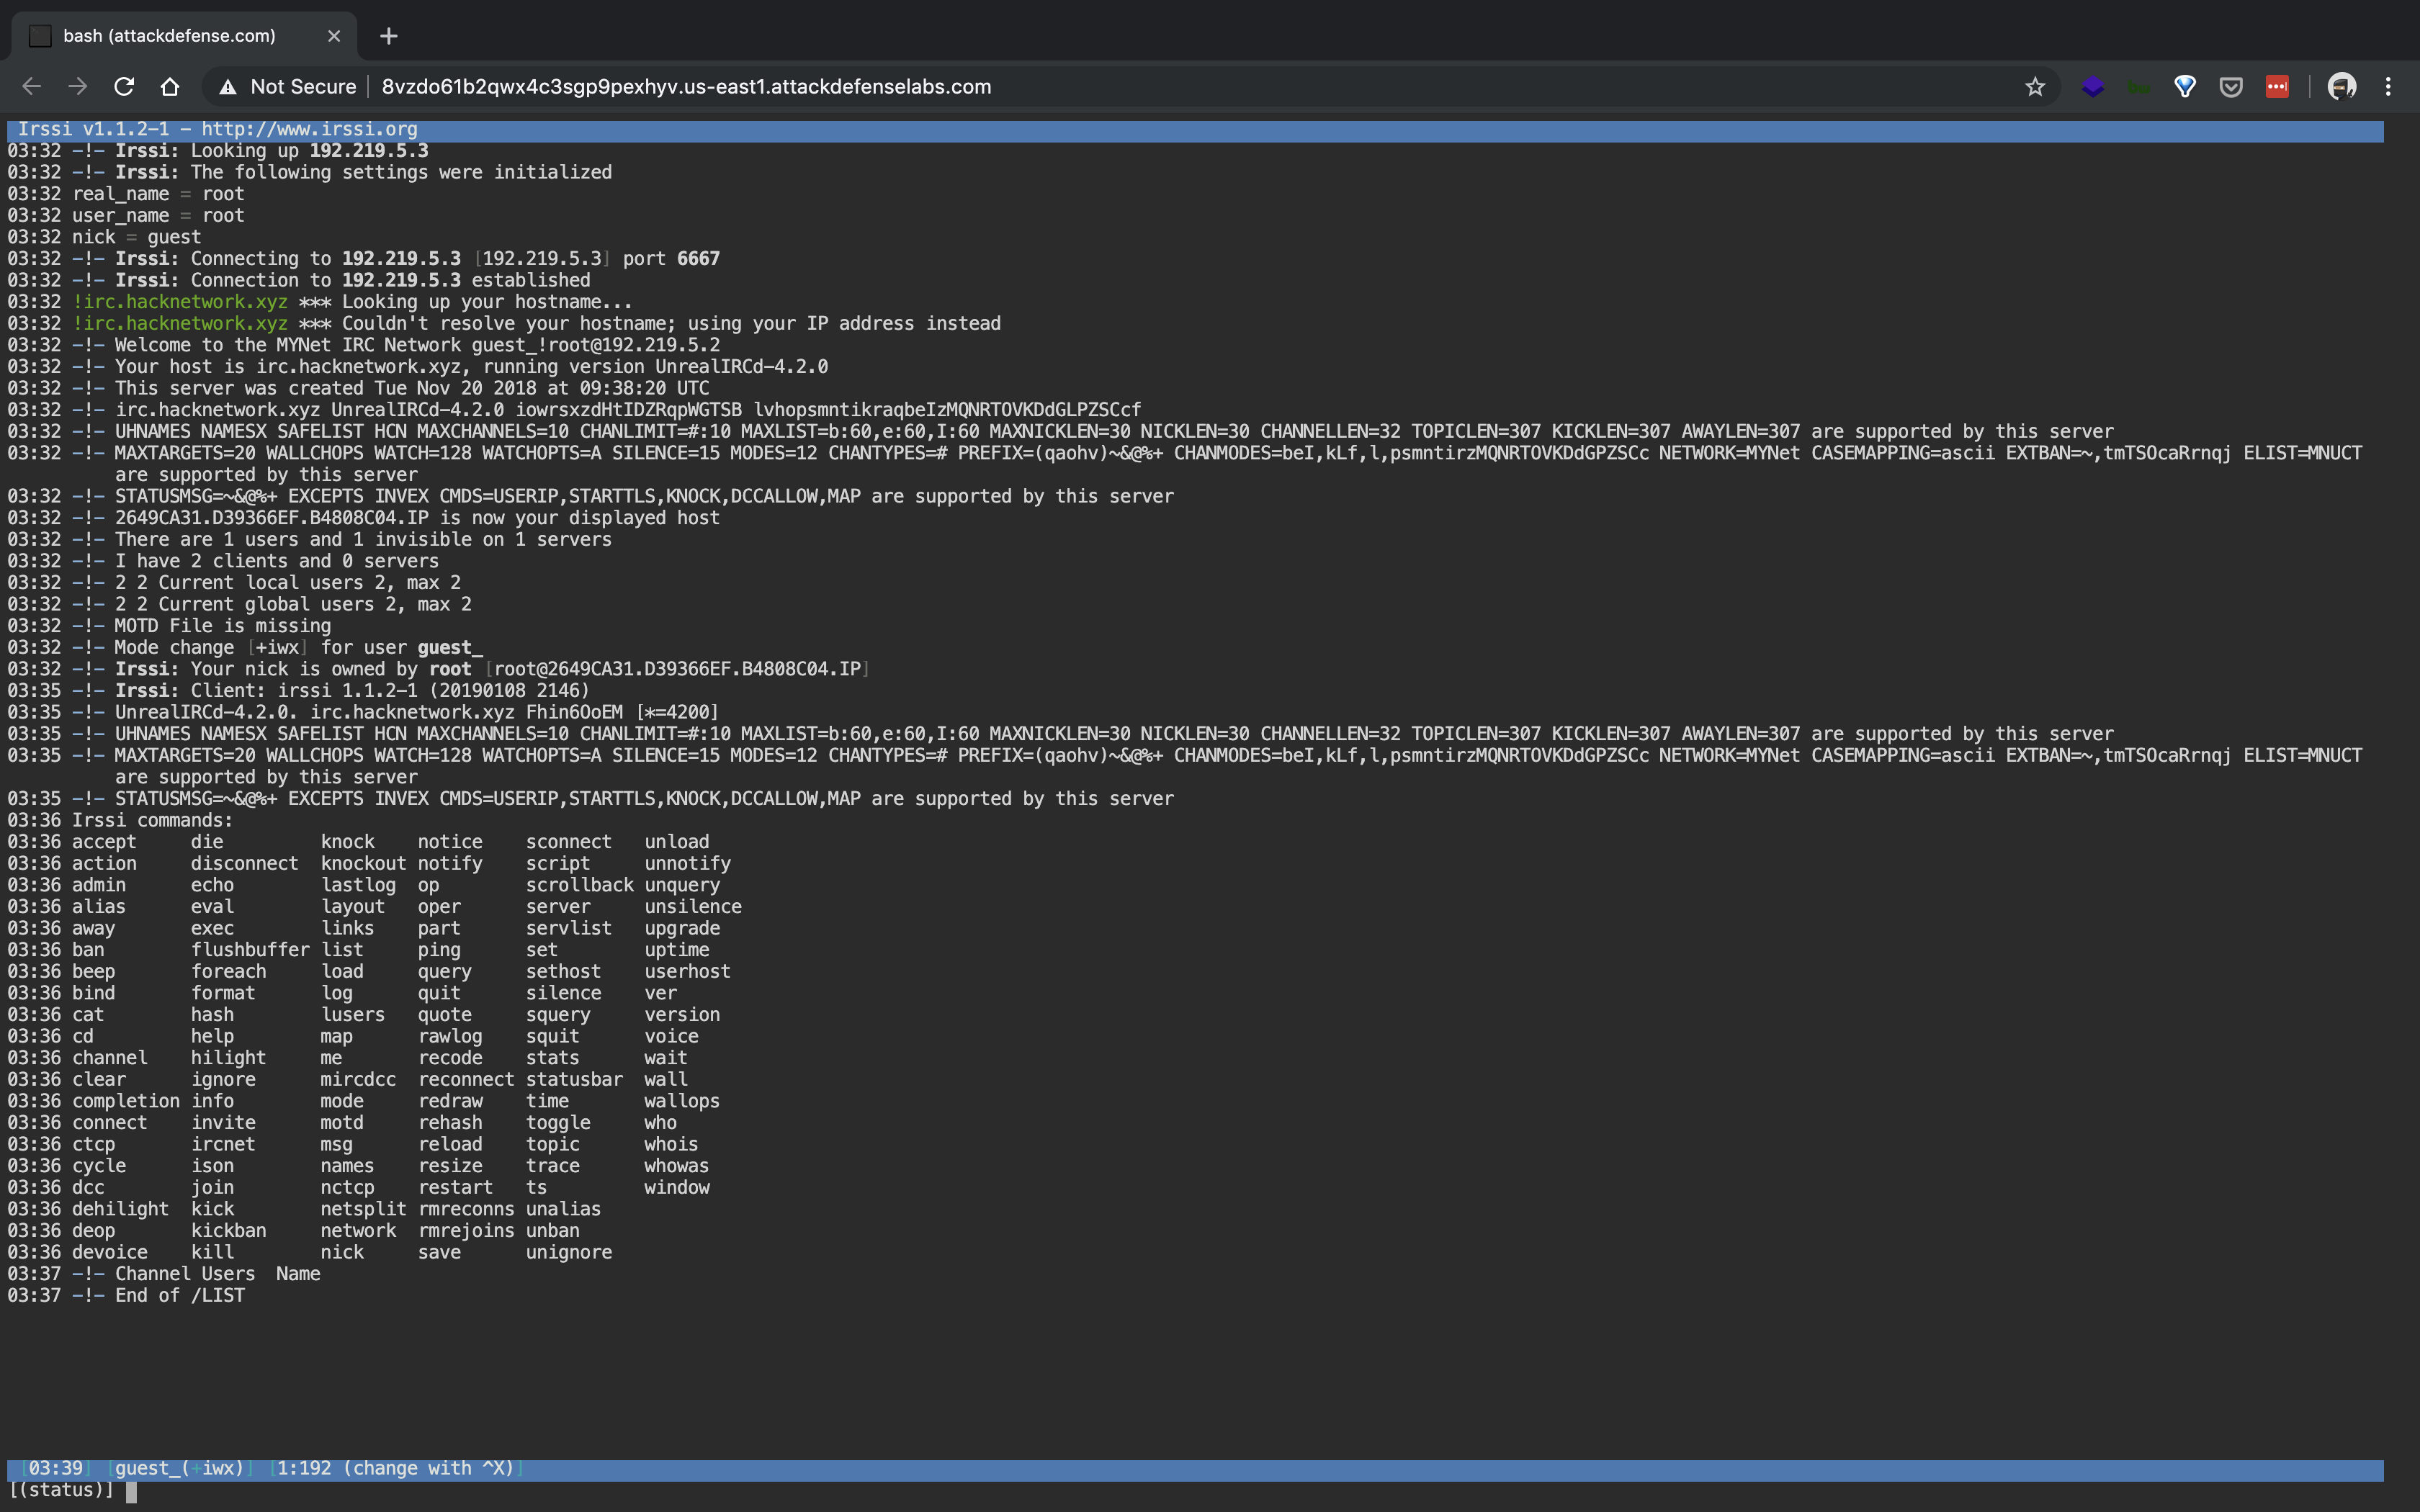 bash (attackdefense.com)
Not Secure | 8vzdo61b2qwx4c3sgp9pexhyv.us-east1.attackdefenselabs.com
Irssi v1.1.2-1 - http://www.irssi.org
03:32 -!- Irssi: Looking up 192.219.5.3
03:32 -!- Irssi: The following settings were initialized
03:32 real_name = root
03:32 user_name = root
03:32 nick = guest
03:32 -!- Irssi: Connecting to 192.219.5.3 [192.219.5.3] port 6667
03:32 -!- Irssi: Connection to 192.219.5.3 established
03:32 !irc.hacknetwork.xyz *** Looking up your hostname...
03:32 !irc.hacknetwork.xyz *** Couldn't resolve your hostname; using your IP address instead
03:32 -!- Welcome to the MYNet IRC Network guest_!root@192.219.5.2
03:32 -!- Your host is irc.hacknetwork.xyz, running version UnrealIRCd-4.2.0
03:32 -!- This server was created Tue Nov 20 2018 at 09:38:20 UTC
03:32 -!- irc.hacknetwork.xyz UnrealIRCd-4.2.0 iowrsxzdHtIDZRqpWGTSB lvhopsmntikraqbeIzMQNRTOVKDdGLPZSCcf
03:32 -!- UHNAMES NAMESX SAFELIST HCN MAXCHANNELS=10 CHANLIMIT=#:10 MAXLIST=b:60,e:60,I:60 MAXNICKLEN=30 NICKLEN=30 CHANNELLEN=32 TOPICLEN=307 KICKLEN=307 AWAYLEN=307 are supported by this server
03:32 -!- MAXTARGETS=20 WALLCHOPS WATCH=128 WATCHOPTS=A SILENCE=15 MODES=12 CHANTYPES=# PREFIX=(qaohv)~&@%+ CHANMODES=beI,kLf,l,psmntirzMQNRTOVKDdGPZSCc NETWORK=MYNet CASEMAPPING=ascii EXTBAN=~,tmTSOcaRrnqj ELIST=MNUCT
are supported by this server
03:32 -!- STATUSMSG=~&@%+ EXCEPTS INVEX CMDS=USERIP,STARTTLS,KNOCK,DCCALLOW,MAP are supported by this server
03:32 -!- 2649CA31.D39366EF.B4808C04.IP is now your displayed host
03:32 -!- There are 1 users and 1 invisible on 1 servers
03:32 -!- I have 2 clients and 0 servers
03:32 -!- 2 2 Current local users 2, max 2
03:32 -!- 2 2 Current global users 2, max 2
03:32 -!- MOTD File is missing
03:32 -!- Mode change [+iwx] for user guest_
03:32 -!- Irssi: Your nick is owned by root [root@2649CA31.D39366EF.B4808C04.IP]
03:35 -!- Irssi: Client: irssi 1.1.2-1 (20190108 2146)
03:35 -!- UnrealIRCd-4.2.0. irc.hacknetwork.xyz Fhin6OoEM [*=4200]
03:35 -!- UHNAMES NAMESX SAFELIST HCN MAXCHANNELS=10 CHANLIMIT=#:10 MAXLIST=b:60,e:60,I:60 MAXNICKLEN=30 NICKLEN=30 CHANNELLEN=32 TOPICLEN=307 KICKLEN=307 AWAYLEN=307 are supported by this server
03:35 -!- MAXTARGETS=20 WALLCHOPS WATCH=128 WATCHOPTS=A SILENCE=15 MODES=12 CHANTYPES=# PREFIX=(qaohv)~&@%+ CHANMODES=beI,kLf,l,psmntirzMQNRTOVKDdGPZSCc NETWORK=MYNet CASEMAPPING=ascii EXTBAN=~,tmTSOcaRrnqj ELIST=MNUCT
are supported by this server
03:35 -!- STATUSMSG=~&@%+ EXCEPTS INVEX CMDS=USERIP,STARTTLS,KNOCK,DCCALLOW,MAP are supported by this server
03:36 Irssi commands:
03:36 accept die knock notice sconnect unload
03:36 action disconnect knockout notify script unnotify
03:36 admin echo lastlog op scrollback unquery
03:36 alias eval layout oper server unsilence
03:36 away exec links part servlist upgrade
03:36 ban flushbuffer list ping set uptime
03:36 beep foreach load query sethost userhost
03:36 bind format log quit silence ver
03:36 cat hash lusers quote squery version
03:36 cd help map rawlog squit voice
03:36 channel hilight me recode stats wait
03:36 clear ignore mircdcc reconnect statusbar wall
03:36 completion info mode redraw time wallops
03:36 connect invite motd rehash toggle who
03:36 ctcp ircnet msg reload topic whois
03:36 cycle ison names resize trace whowas
03:36 dcc join nctcp restart ts window
03:36 dehilight kick netsplit rmreconns unalias
03:36 deop kickban network rmrejoins unban
03:36 devoice kill nick save unignore
03:37 -!- Channel Users Name
03:37 -!- End of /LIST
[03:39] [guest_(+iwx)] [1:192 (change with ^X)]
[(status)]